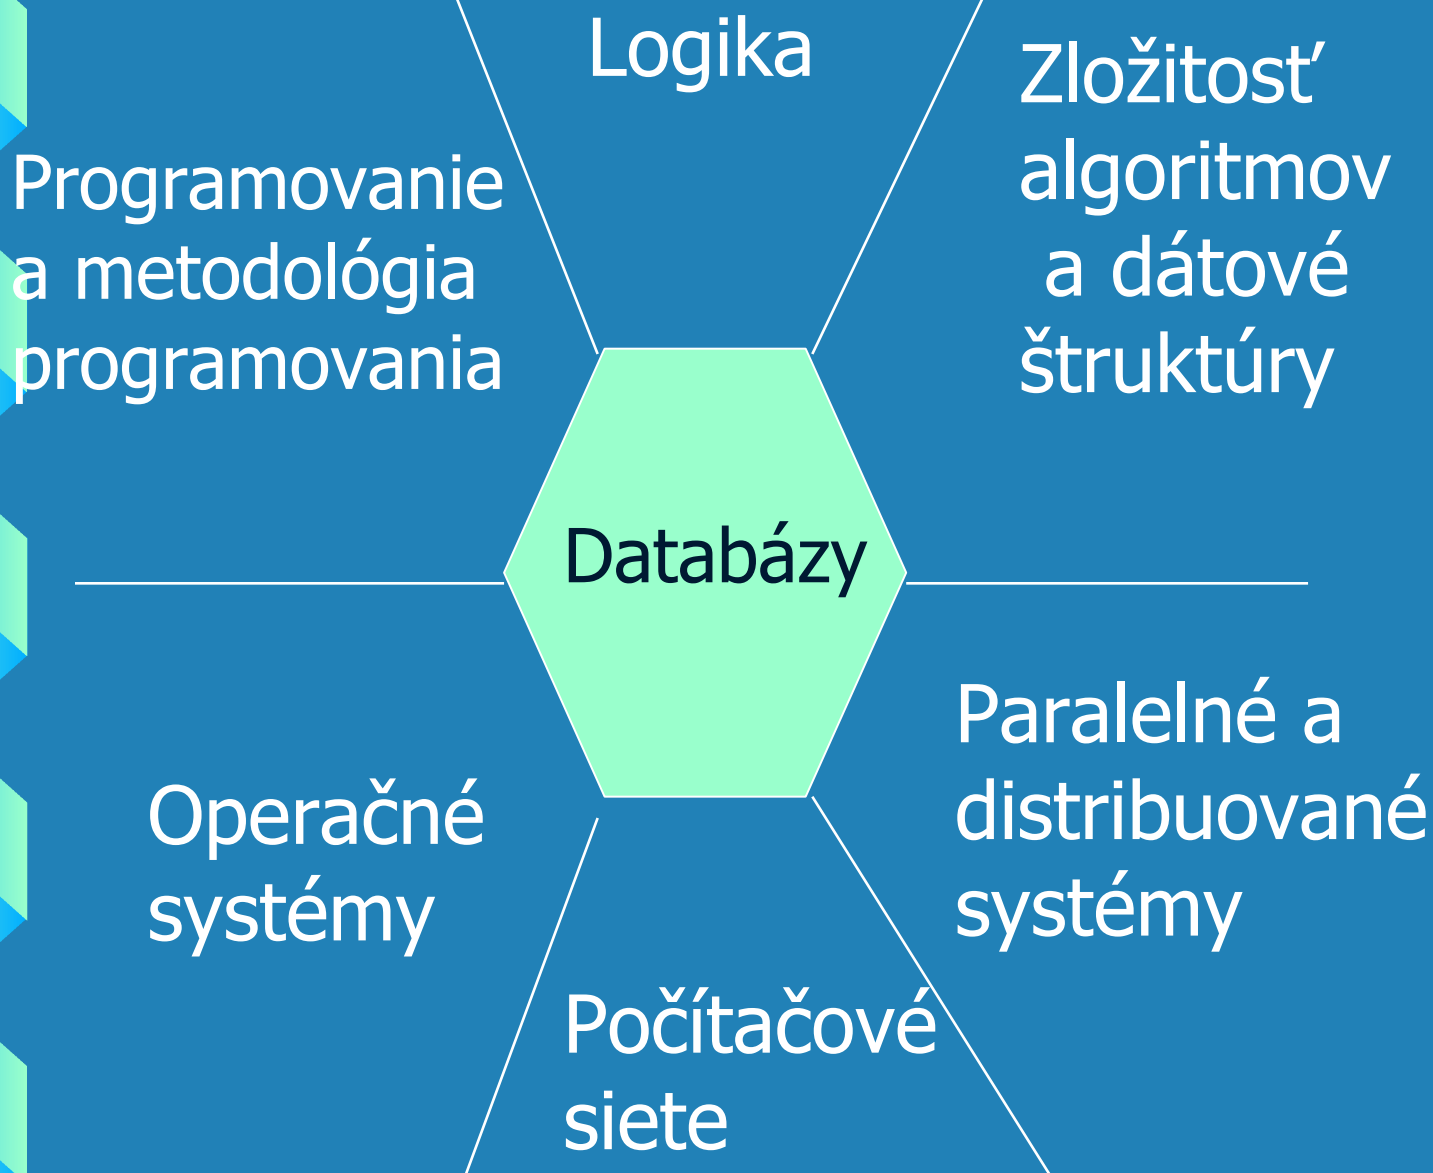 Logika
Zložitosť
algoritmov
a dátové
štruktúry
Programovanie
a metodológia
programovania
Databázy
Paralelné a
distribuované
systémy
Operačné
systémy
Počítačové
siete